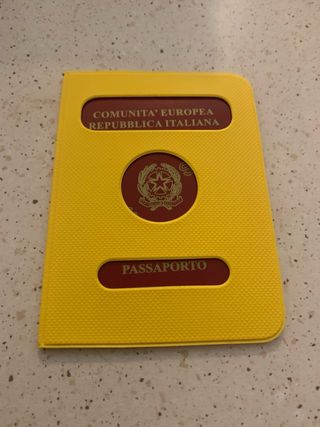 COMUNITA' EUROPEA
REPUBBLICA ITALIANA
PASSAPORTO